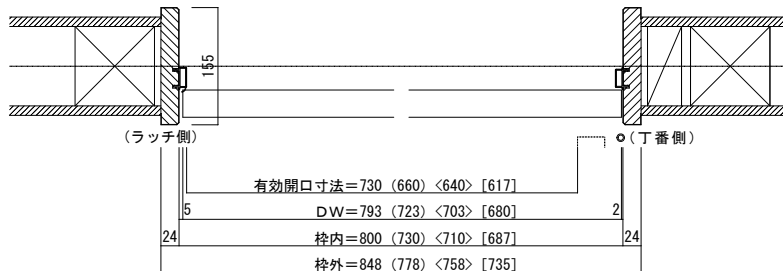 155
(ラッチ側)
(丁番側)
有効開口寸法=730 (660) <640> [617]
5
DW=793 (723) <703> [680]
2
24
枠内=800 (730) <710> [687]
24
枠外=848 (778) <758> [735]